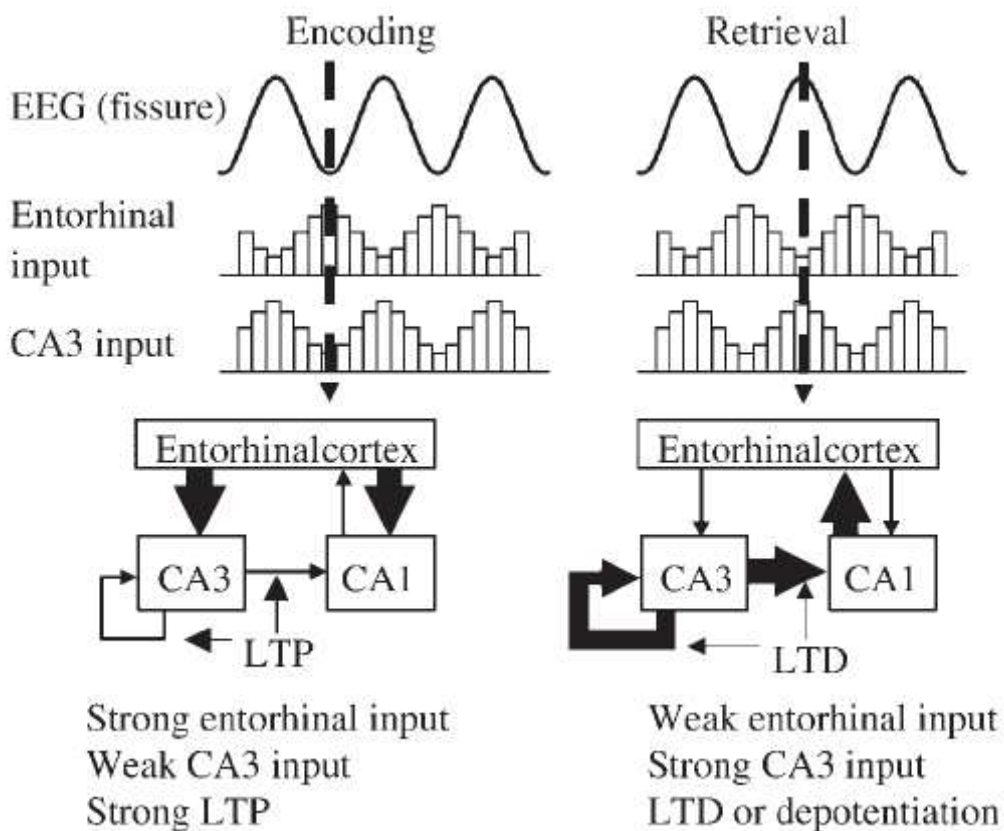 Encoding
Retrieval
EEG (fissure)
Entorhinal
input
CA3 input
Entorhinalcortex
Entorhinalcortex
CA3
CA1
CA3
CA1
LTP
LTD
Strong entorhinal input
Weak CA3 input
Strong LTP
Weak entorhinal input
Strong CA3 input
LTD or depotentiation